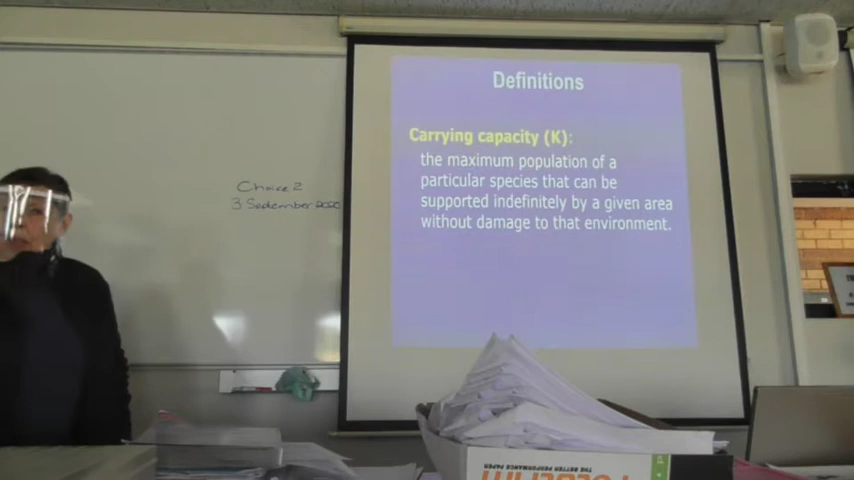 Definitions
Carrying capacity (K):
the maximum population of a
particular species that can be
supported indefinitely by a given area
without damage to that environment.
Choice 2
3 September 2020
THE BETTER PERFORMANCE PAPER